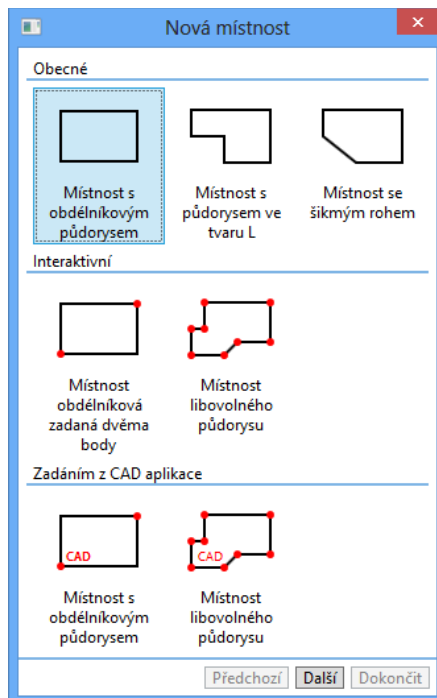 Nová místnost
Obecné
Místnost s
obdélníkovým
půdorysem
Místnost s
půdorysem ve
tvaru L
Místnost se
šikmým rohem
Interaktivní
Místnost
obdélníková
zadaná dvěma
body
Místnost
libovolného
půdorysu
Zadáním z CAD aplikace
CAD
Místnost s
obdélníkovým
půdorysem
CAD
Místnost
libovolného
půdorysu
Předchozí
Další
Dokončit